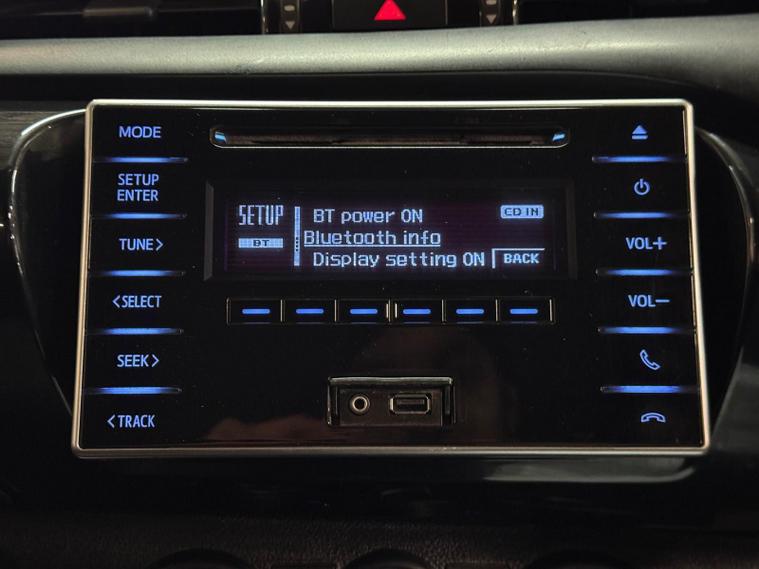 MODE
SETUP
ENTER
TUNE>
<SELECT
SEEK>
<TRACK
SETUP
BT
BT power ON
Bluetooth info
Display setting ON
CD IN
BACK
VOL+
VOL−